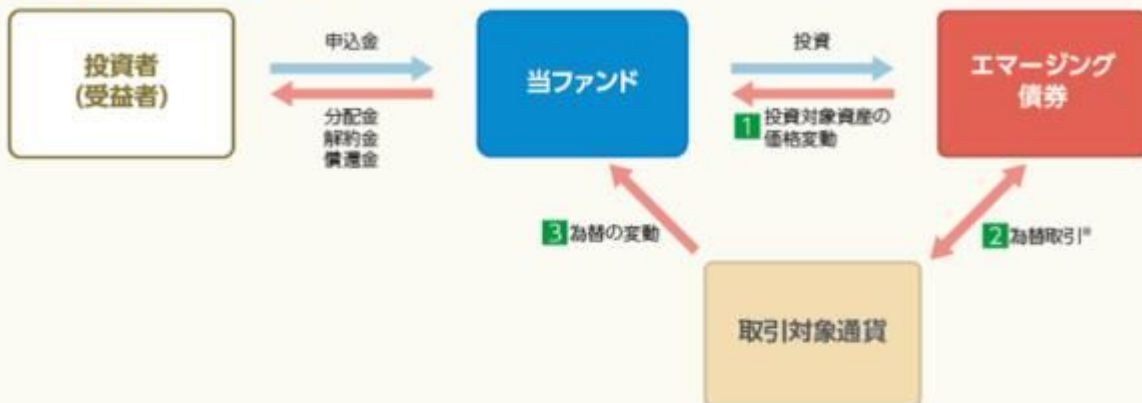 投資者
(受益者)
申込金
分配金
解約金
償還金
当ファンド
投資
1 投資対象資産の
価格変動
エマージング
債券
3 為替の変動
2 為替取引※
取引対象通貨